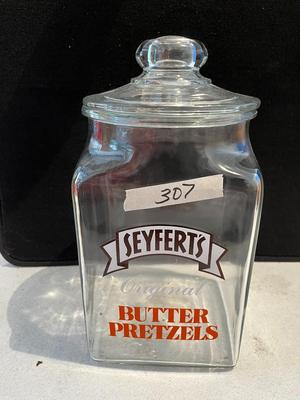 307
SEYFERT'S
Original
BUTTER
PRETZELS